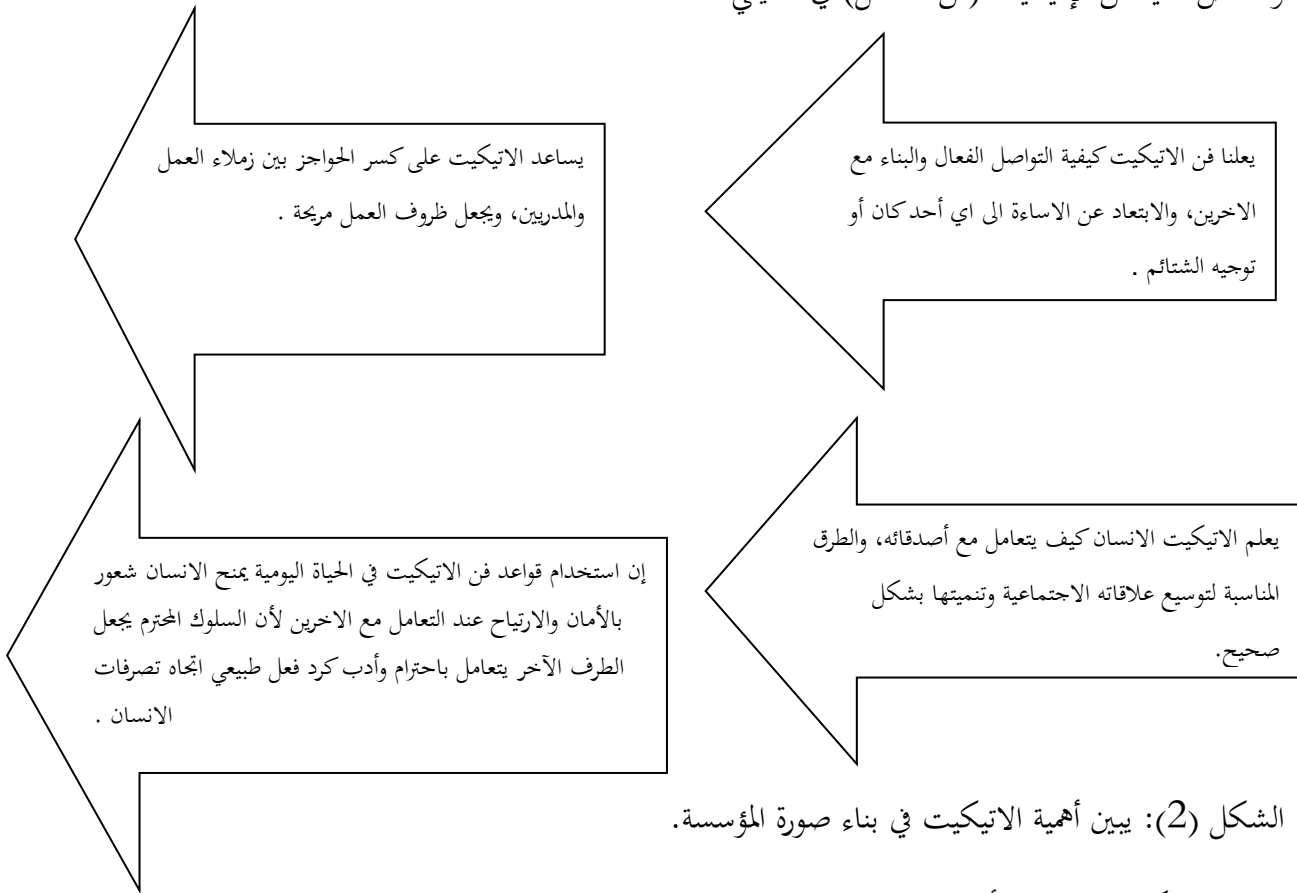 يعلنا فن الاتيكيت كيفية التواصل الفعال والبناء مع
الاخرين، والابتعاد عن الاساءة الى اي أحد كان أو
توجيه الشتائم .
يساعد الاتيكيت على كسر الحواجز بين زملاء العمل
والمدريين، ويجعل ظروف العمل مريحة .
يعلم الاتيكيت الانسان كيف يتعامل مع أصدقائه، والطرق
المناسبة لتوسيع علاقاته الاجتماعية وتنميتها بشكل
صحيح.
إن استخدام قواعد فن الاتيكيت في الحياة اليومية يمنح الانسان شعور
بالأمان والارتياح عند التعامل مع الاخرين لأن السلوك المحترم يجعل
الطرف الآخر يتعامل باحترام وأدب كرد فعل طبيعي اتجاه تصرفات
الانسان .
الشكل (2): يبين أهمية الاتيكيت في بناء صورة المؤسسة.